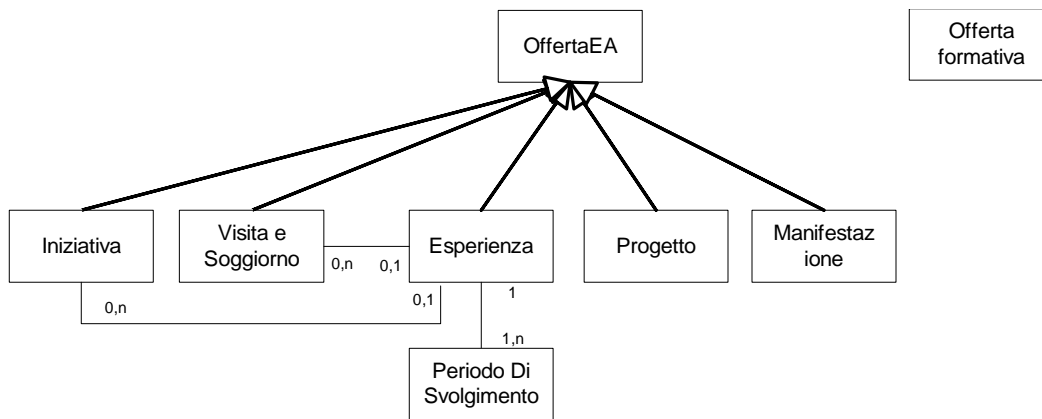 OffertaEA
Offerta
formativa
Iniziativa
Visita e
Soggiorno
Esperienza
Progetto
Manifestaz
ione
0,n
0,1
0,n
0,1
1
1,n
Periodo Di
Svolgimento